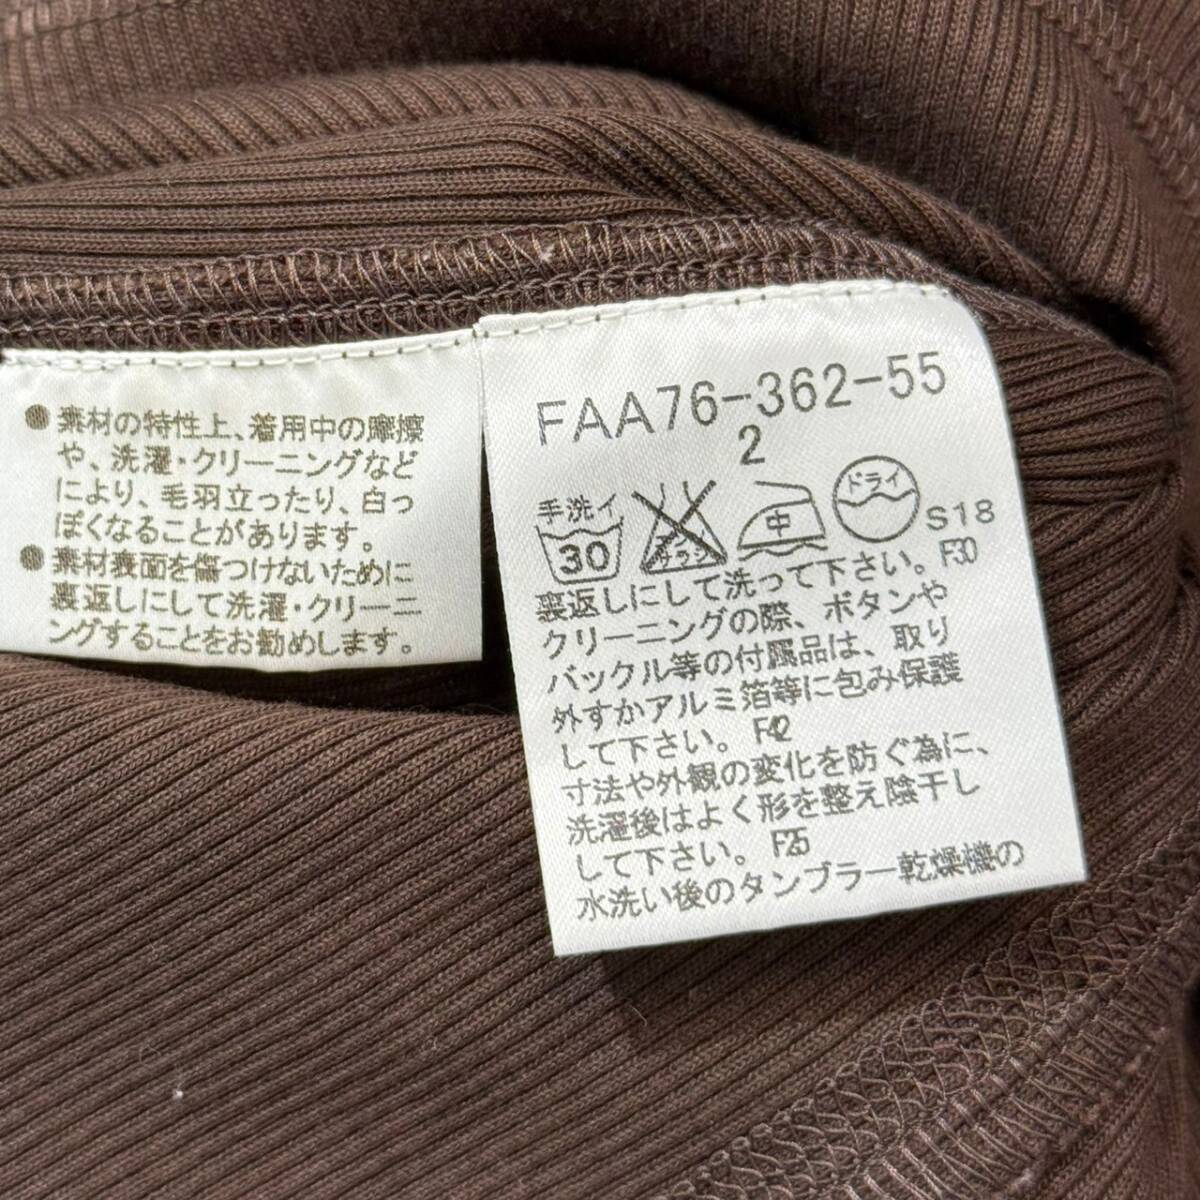 ●素材の特性上、着用中の摩擦
や、洗濯・クリーニングなど
により、毛羽立ったり、白っ
ぽくなることがあります。
●素材表面を傷つけないために
裏返しにして洗濯・クリーニ
ングすることをお勧めします。
FAA76-362-55
2
手洗イ
30
エンソサラシ
中
ドライ
S18
裏返しにして洗って下さい。F30
クリーニングの際、ボタンや
バックル等の付属品は、取り
外すかアルミ箔等に包み保護
して下さい。F42
寸法や外観の変化を防ぐ為に、
洗濯後はよく形を整え陰干し
して下さい。F25
水洗い後のタンブラー乾燥機の